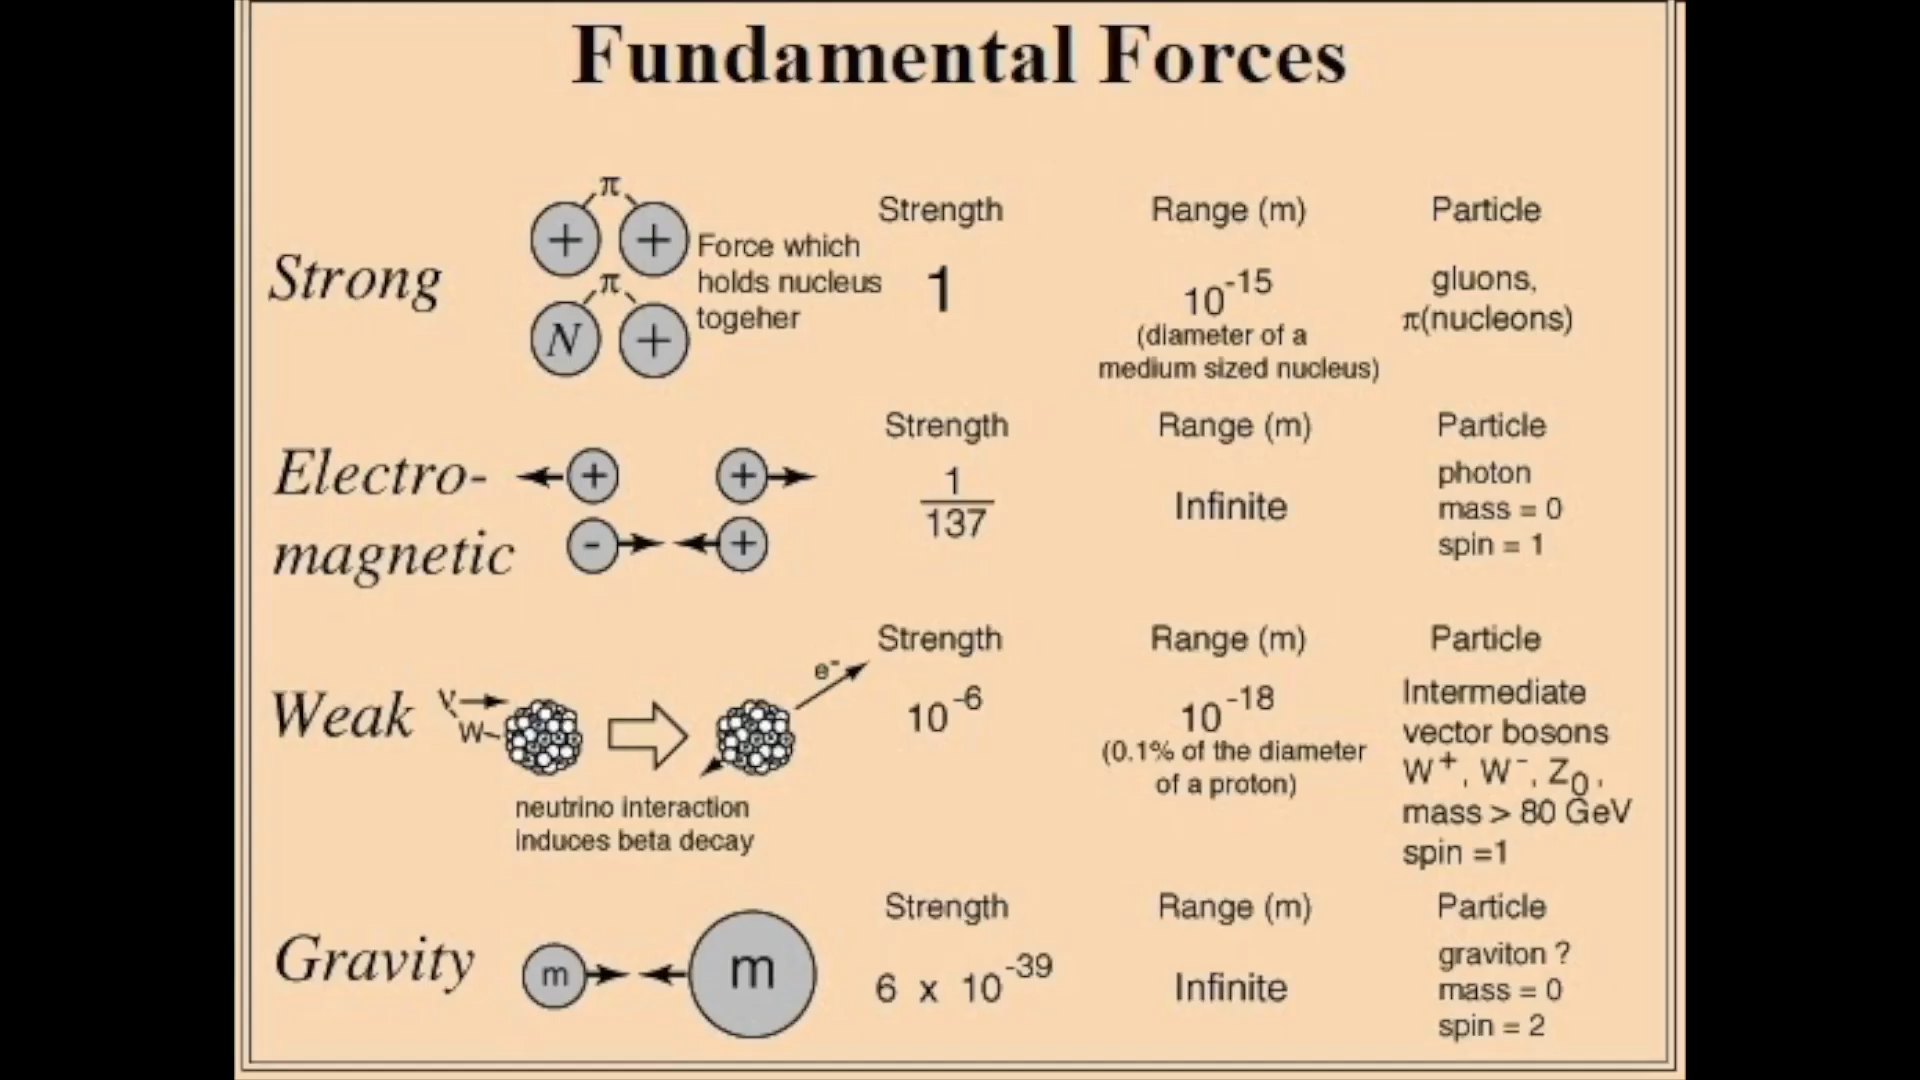 Fundamental Forces
Strong
π
+ +
π
N +
Force which
holds nucleus
togeher
Strength
1
Range (m)
10^-15
(diameter of a
medium sized nucleus)
Particle
gluons,
π(nucleons)
Electro-
magnetic
+ +
- +
Strength
1
137
Range (m)
Infinite
Particle
photon
mass = 0
spin = 1
Weak
ν
W
e-
neutrino interaction
induces beta decay
Strength
10^-6
Range (m)
10^-18
(0.1% of the diameter
of a proton)
Particle
Intermediate
vector bosons
W+, W-, Z0,
mass > 80 GeV
spin =1
Gravity
m m
Strength
6 x 10^-39
Range (m)
Infinite
Particle
graviton ?
mass = 0
spin = 2